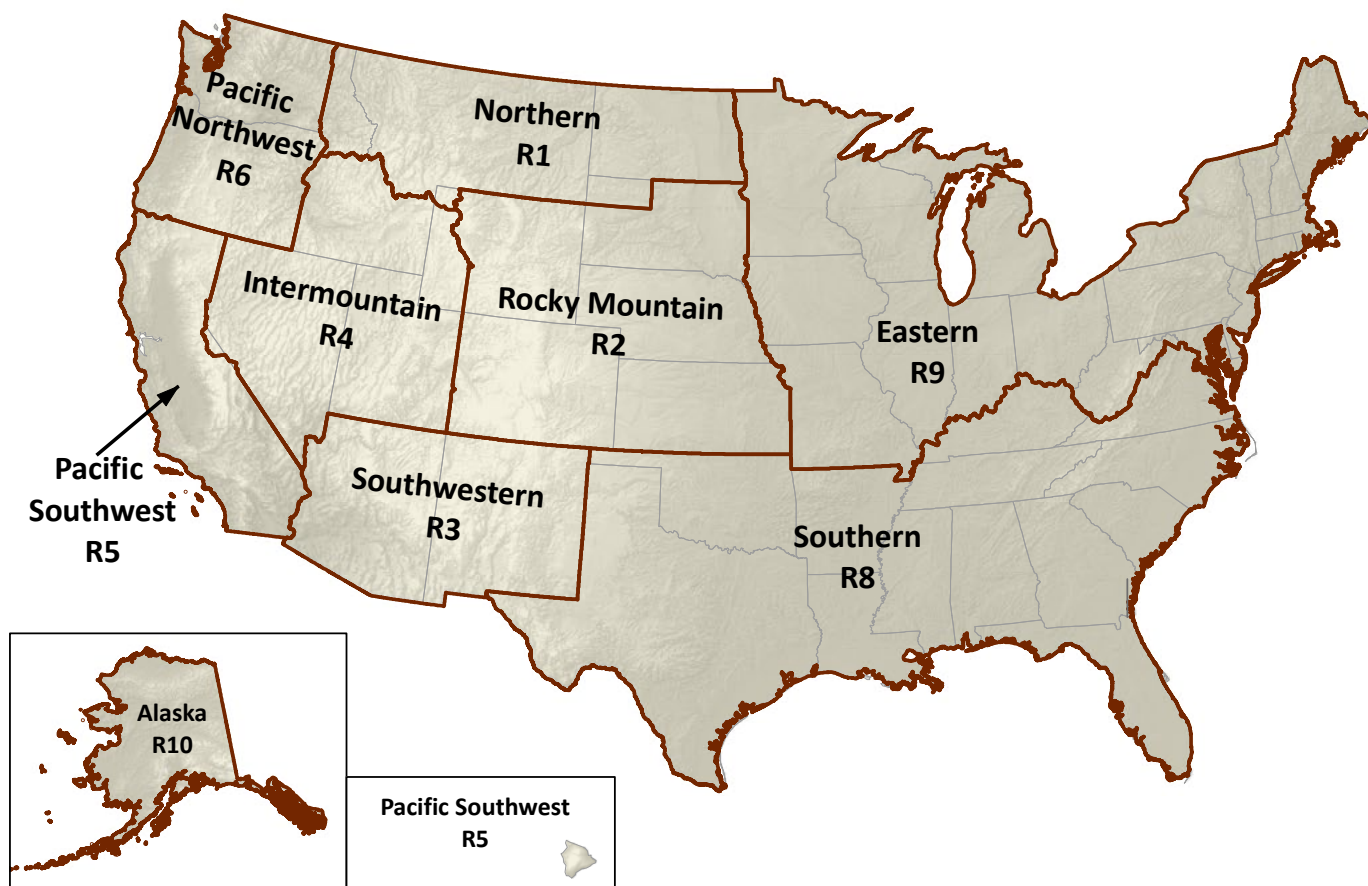 Pacific
Northwest
R6
Northern
R1
Intermountain
R4
Rocky Mountain
R2
Eastern
R9
Pacific
Southwest
R5
Southwestern
R3
Southern
R8
Alaska
R10
Pacific Southwest
R5